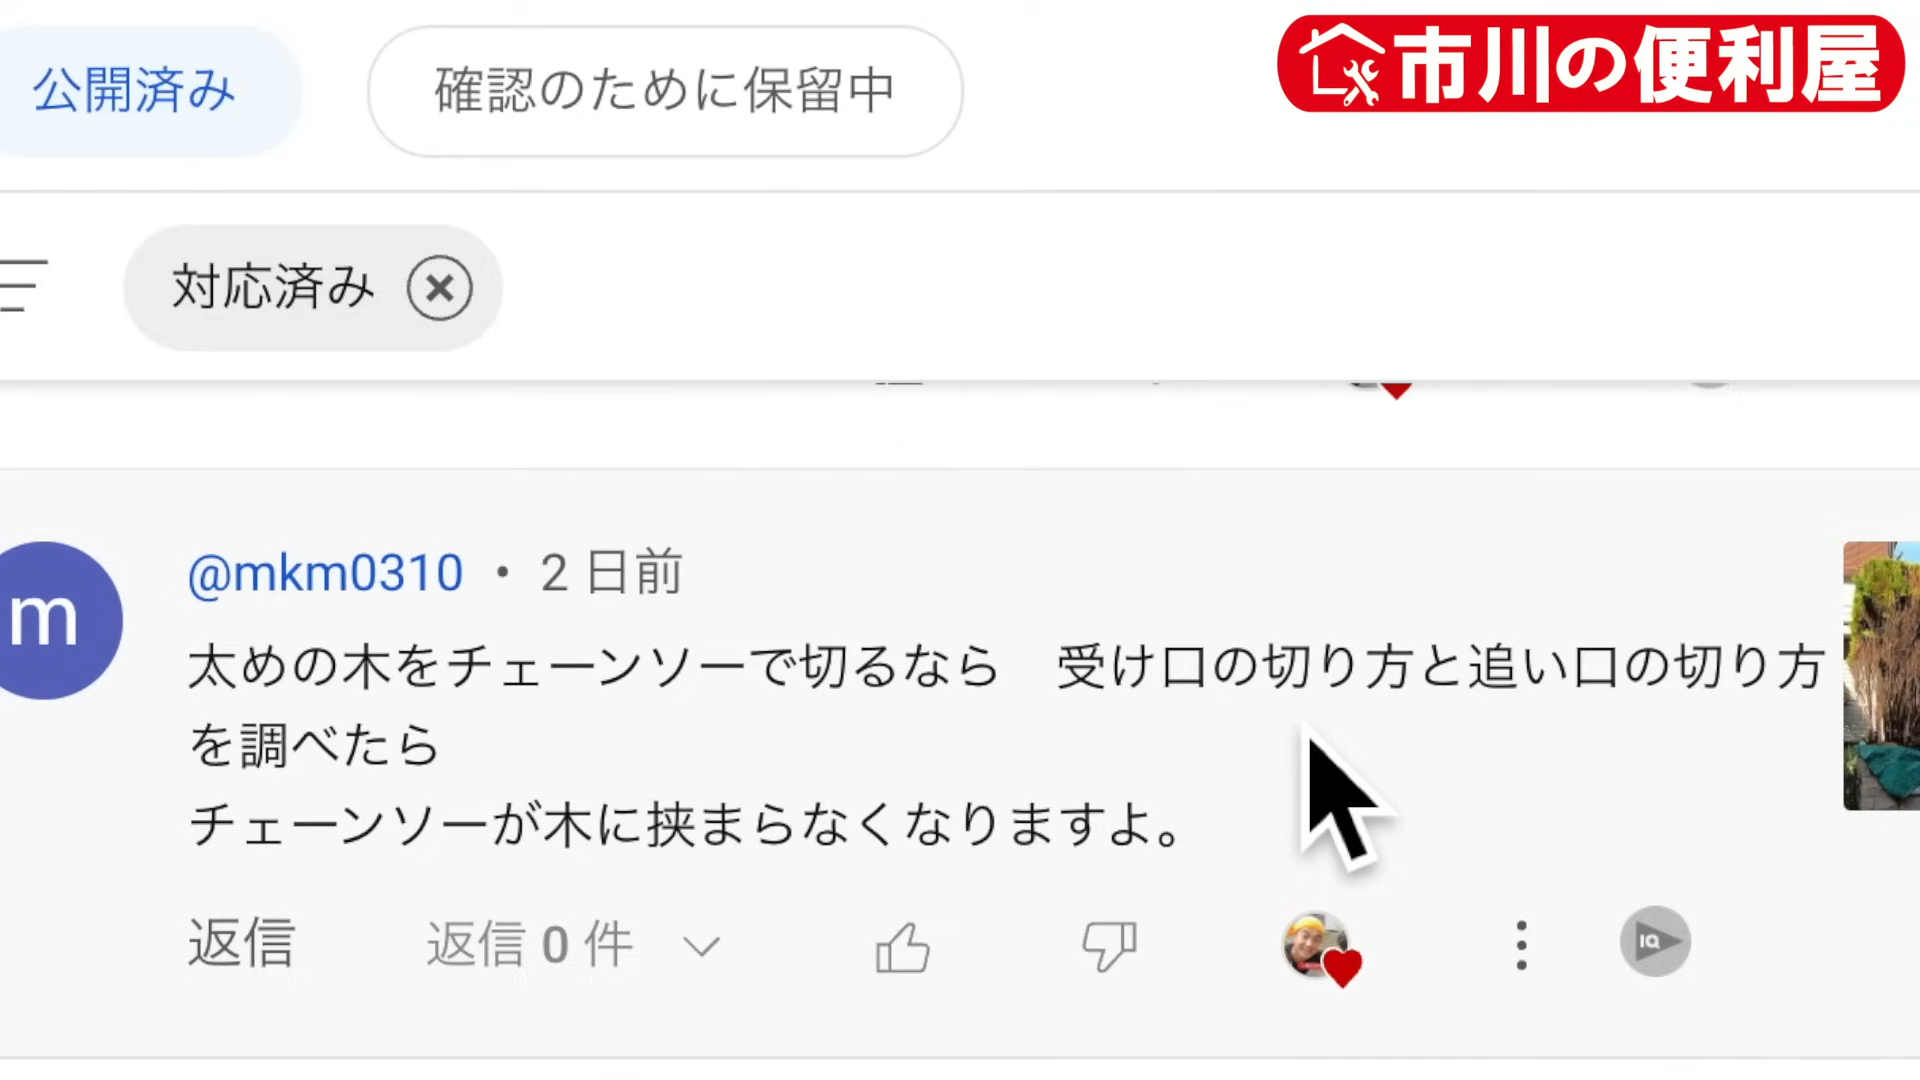 市川の便利屋
公開済み
確認のために保留中
対応済み
m
@mkm0310 • 2 日前
太めの木をチェーンソーで切るなら　受け口の切り方と追い口の切り方
を調べたら
チェーンソーが木に挟まらなくなりますよ。
返信
返信 0 件
IQ